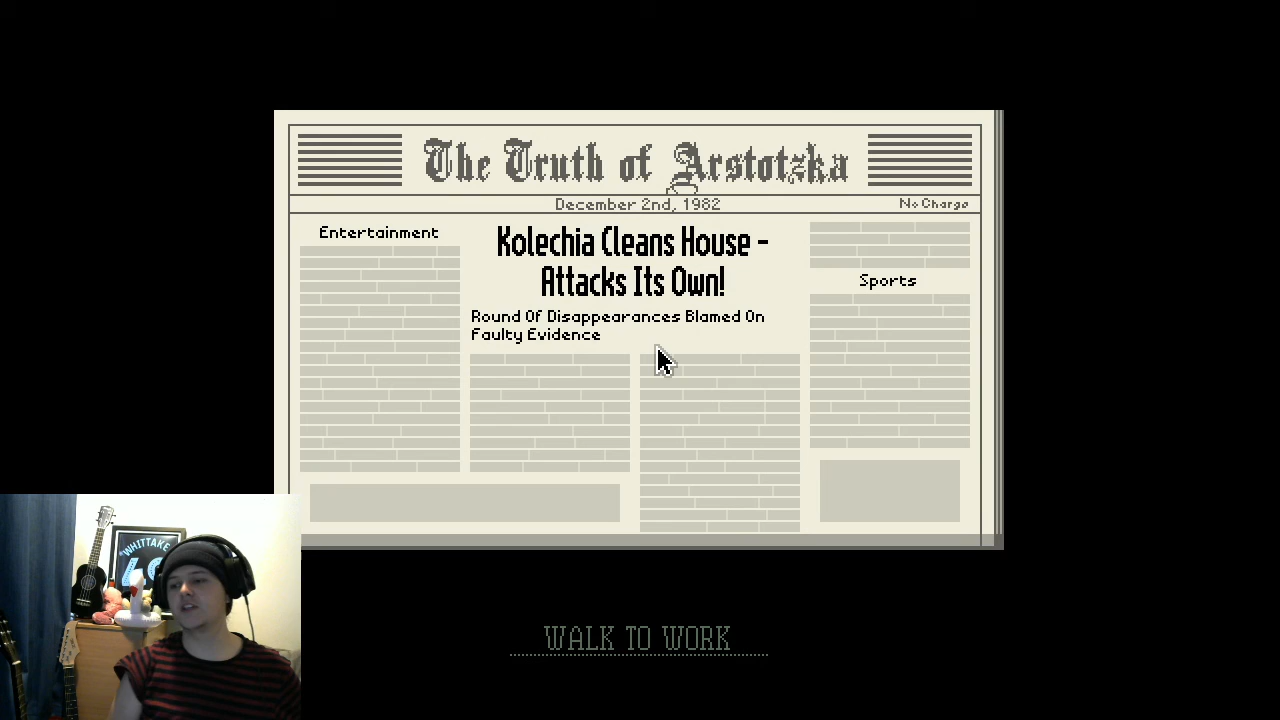 The Truth of Arstotzka
December 2nd, 1982
No Charge
Entertainment
Kolechia Cleans House -
Attacks Its Own!
Round Of Disappearances Blamed On
Faulty Evidence
Sports
WHITTAKE
WALK TO WORK